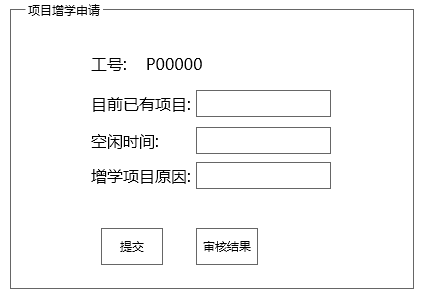 项目增学申请
工号: P00000
目前已有项目:
空闲时间:
增学项目原因:
提交 审核结果